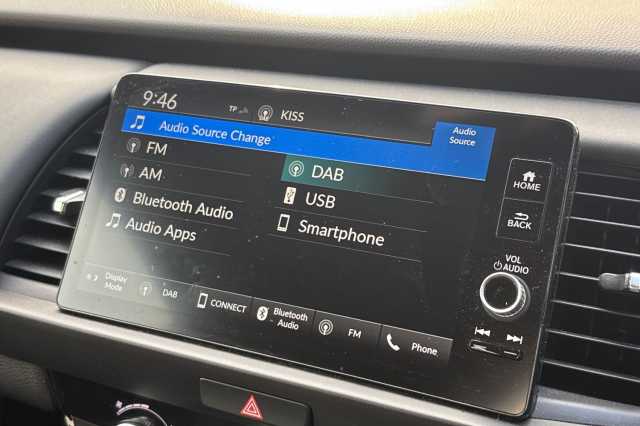 9:46
TP
KISS
Audio Source Change
Audio
Source
FM
DAB
AM
USB
Bluetooth Audio
Smartphone
Audio Apps
HOME
BACK
VOL
AUDIO
Display
Mode
DAB
CONNECT
Bluetooth
Audio
FM
Phone